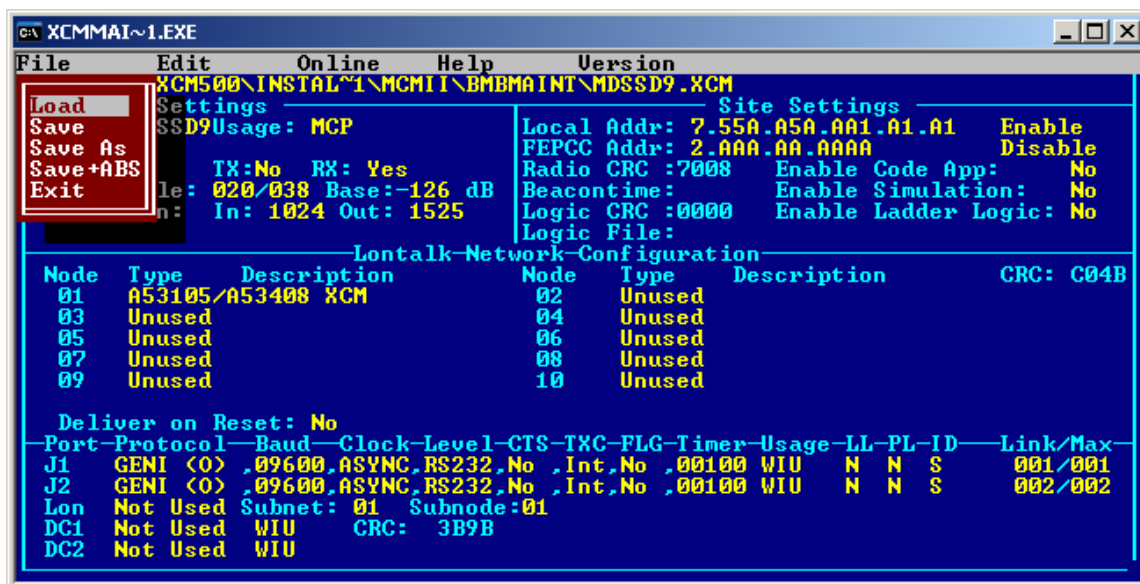 XCMMAI~1.EXE
File Edit Online Help Version
XCM500\INSTAL~1\MCMII\BMBMAINT\MDSSD9.XCM
Load
Save
Save As
Save+ABS
Exit
Settings
SSD9Usage: MCP
TX:No RX: Yes
le: 020/038 Base:-126 dB
n: In: 1024 Out: 1525
Site Settings
Local Addr: 7.55A.A5A.AA1.A1.A1 Enable
FEPCC Addr: 2.AAA.AA.AAAA Disable
Radio CRC :7008 Enable Code App: No
Beacontime: Enable Simulation: No
Logic CRC :0000 Enable Ladder Logic: No
Logic File:
Lontalk-Network-Configuration
Node Type Description Node Type Description CRC: C04B
01 A53105/A53408 XCM 02 Unused
03 Unused 04 Unused
05 Unused 06 Unused
07 Unused 08 Unused
09 Unused 10 Unused
Deliver on Reset: No
Port-Protocol-Baud-Clock-Level-CTS-TXC-FLG-Timer-Usage-LL-PL-ID-Link/Max
J1 GENI (O) ,09600,ASYNC,RS232,No ,Int,No ,00100 WIU N N S 001/001
J2 GENI (O) ,09600,ASYNC,RS232,No ,Int,No ,00100 WIU N N S 002/002
Lon Not Used Subnet: 01 Subnode:01
DC1 Not Used WIU CRC: 3B9B
DC2 Not Used WIU